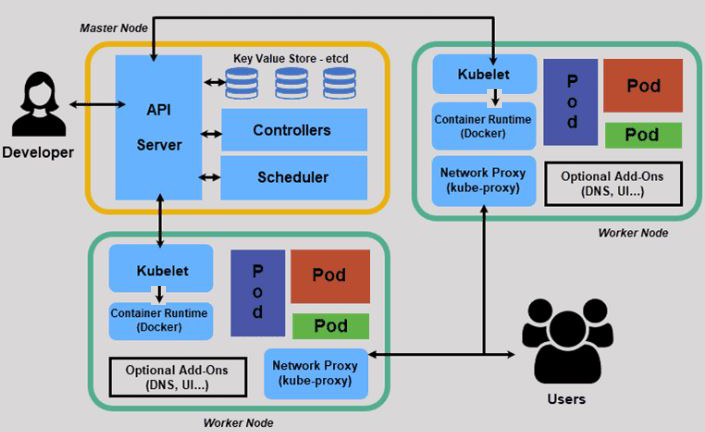 Master Node
Key Value Store - etcd
API
Server
Controllers
Scheduler
Developer
Kubelet
Container Runtime
(Docker)
Network Proxy
(kube-proxy)
P
o
d
Pod
Pod
Optional Add-Ons
(DNS, UI...)
Worker Node
Kubelet
Container Runtime
(Docker)
P
o
d
Pod
Pod
Optional Add-Ons
(DNS, UI...)
Network Proxy
(kube-proxy)
Worker Node
Users